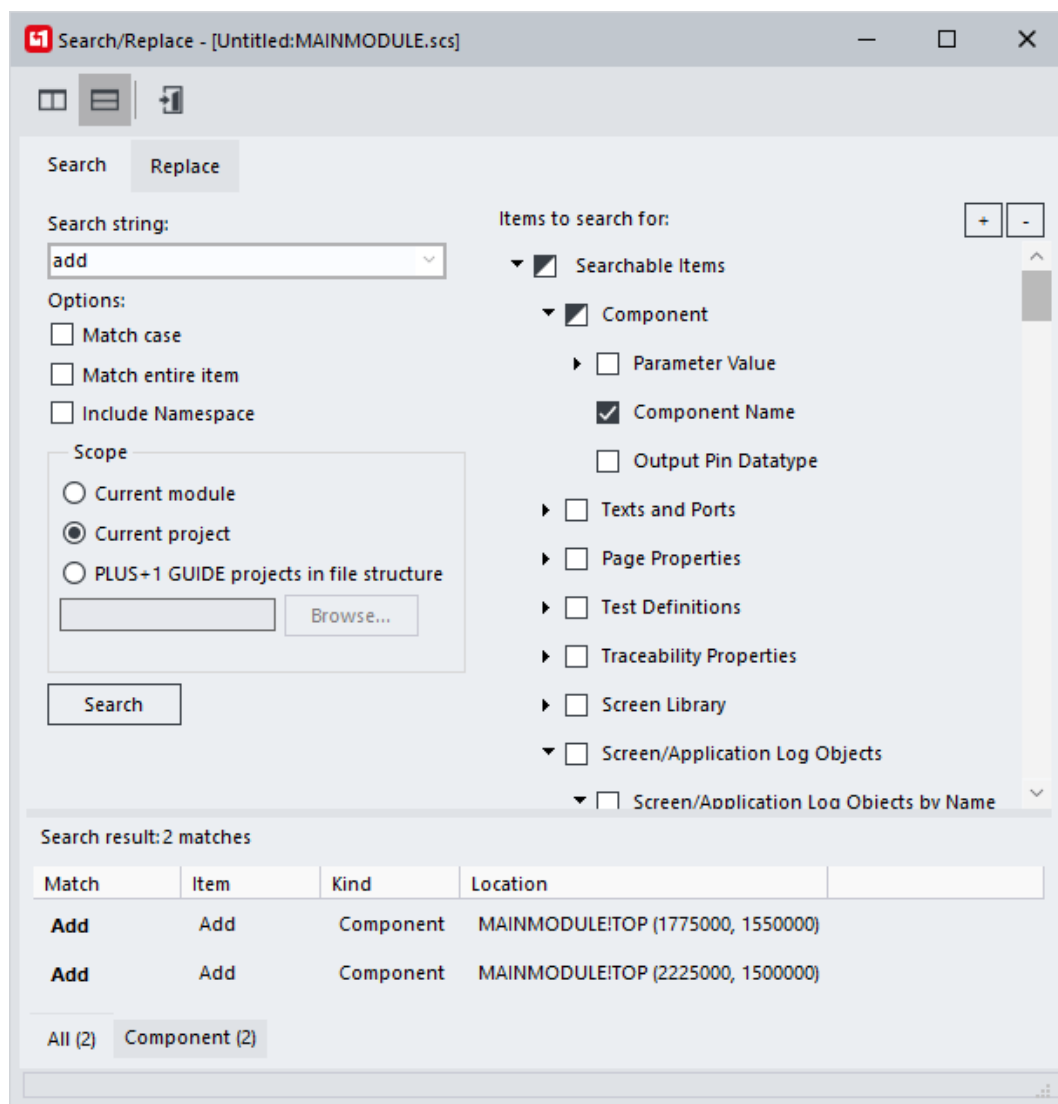 Search/Replace - [Untitled:MAINMODULE.scs]
Search
Replace
Search string:
add
Options:
Match case
Match entire item
Include Namespace
Scope
Current module
Current project
PLUS+1 GUIDE projects in file structure
Browse...
Search
Items to search for:
+ -
Searchable Items
Component
Parameter Value
Component Name
Output Pin Datatype
Texts and Ports
Page Properties
Test Definitions
Traceability Properties
Screen Library
Screen/Application Log Objects
Screen/Application Log Objects by Name
Search result: 2 matches
Match Item Kind Location
Add Add Component MAINMODULE!TOP (1775000, 1550000)
Add Add Component MAINMODULE!TOP (2225000, 1500000)
All (2) Component (2)